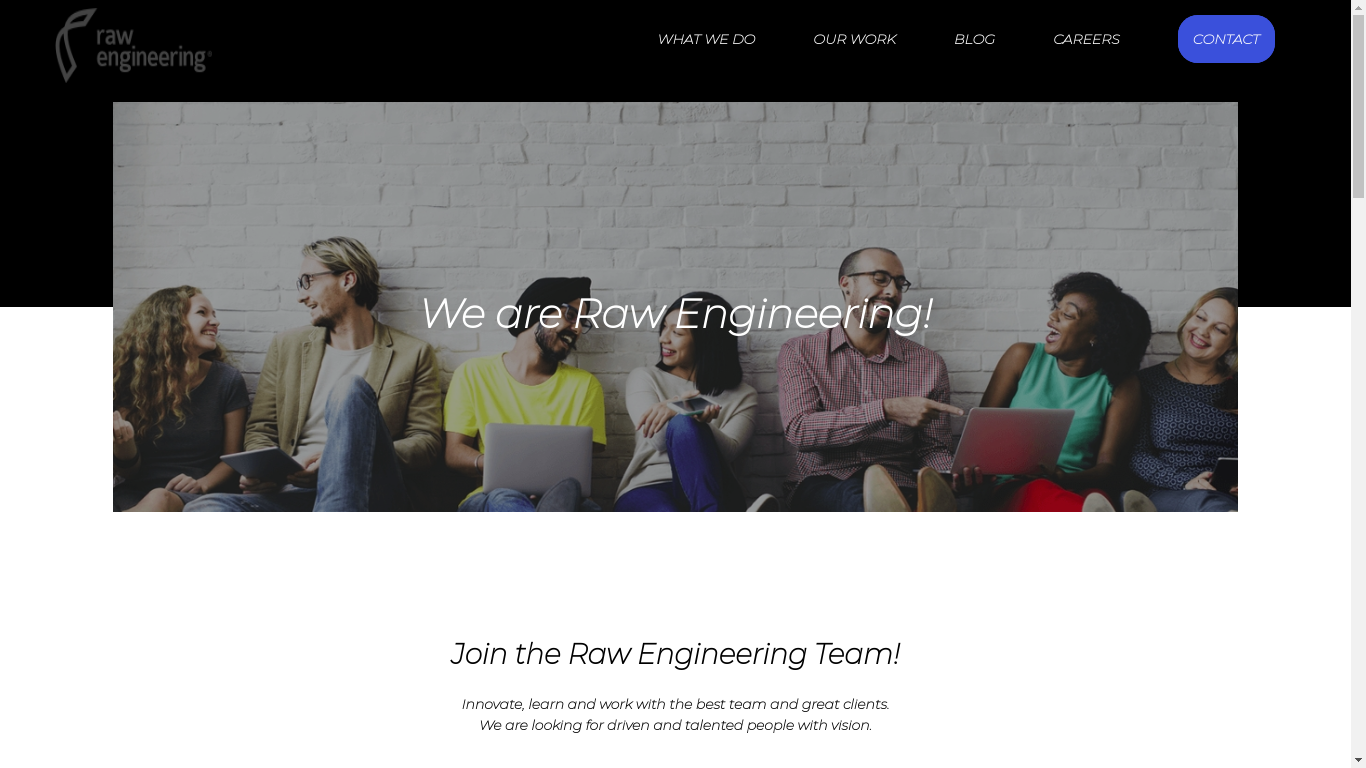 raw
engineering®
WHAT WE DO
OUR WORK
BLOG
CAREERS
CONTACT
We are Raw Engineering!
Join the Raw Engineering Team!
Innovate, learn and work with the best team and great clients.
We are looking for driven and talented people with vision.